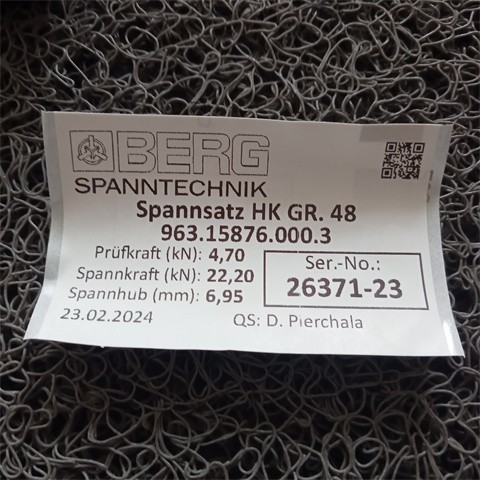 BERG
SPANNTECHNIK
Spannsatz HK GR. 48
963.15876.000.3
Prüfkraft (kN): 4,70
Spannkraft (kN): 22,20
Spannhub (mm): 6,95
Ser.-No.:
26371-23
23.02.2024
QS: D. Pierchala